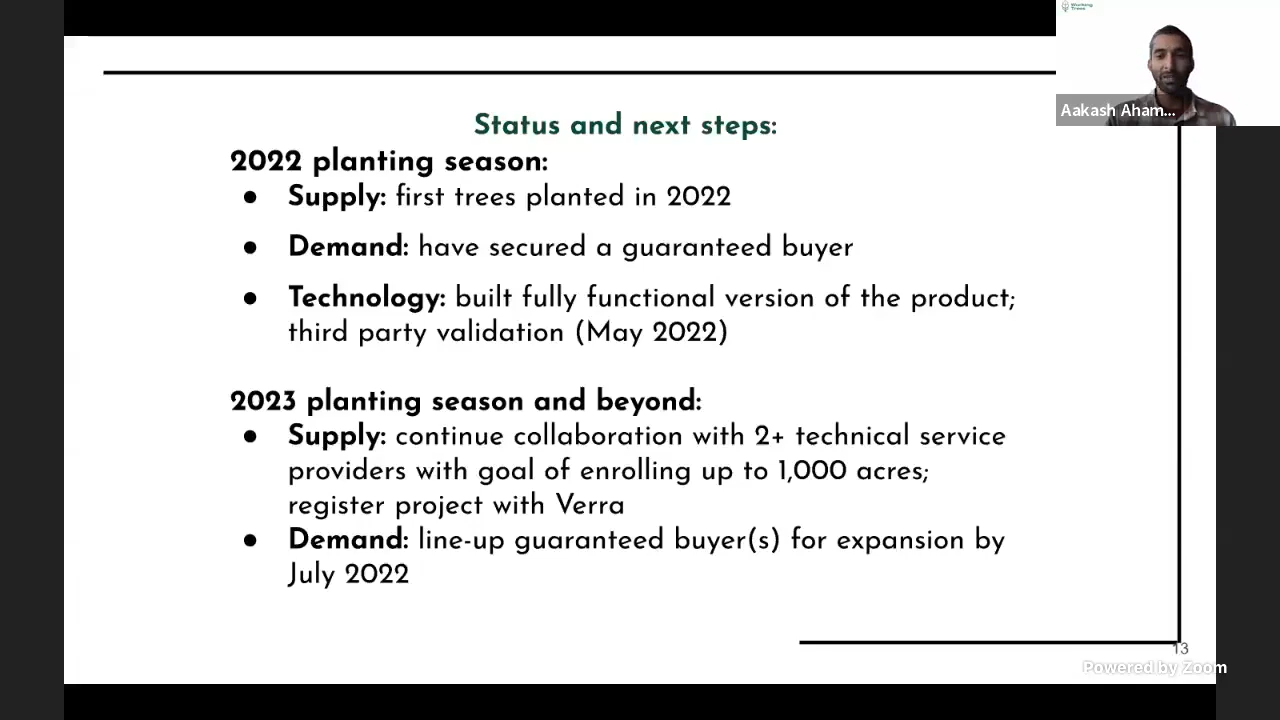 Working
Trees
Aakash Aham...
Status and next steps:
2022 planting season:
● Supply: first trees planted in 2022
● Demand: have secured a guaranteed buyer
● Technology: built fully functional version of the product;
third party validation (May 2022)
2023 planting season and beyond:
● Supply: continue collaboration with 2+ technical service
providers with goal of enrolling up to 1,000 acres;
register project with Verra
● Demand: line-up guaranteed buyer(s) for expansion by
July 2022
13
Powered by Zoom